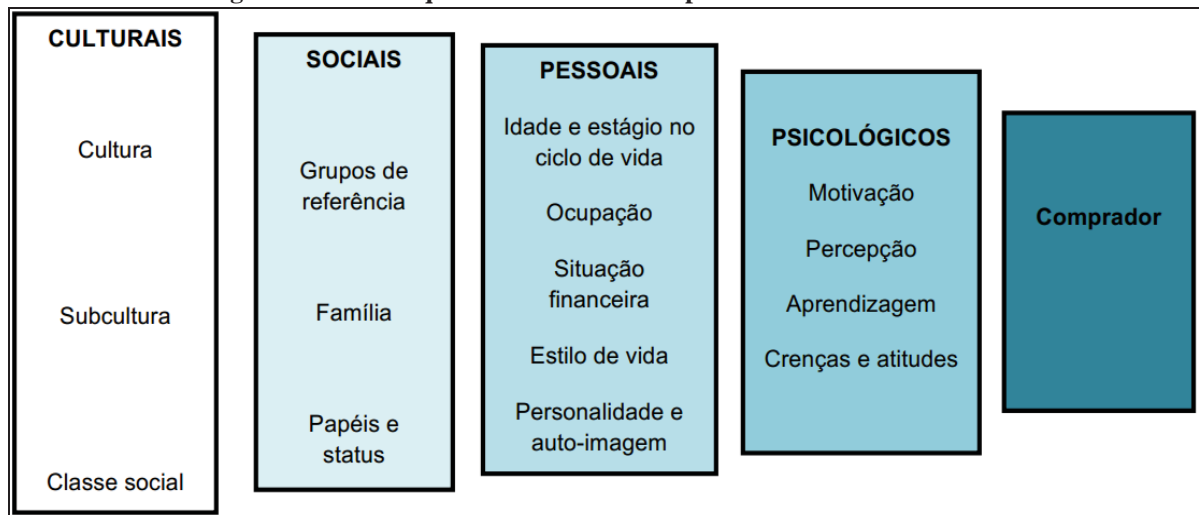 CULTURAIS
Cultura
Subcultura
Classe social
SOCIAIS
Grupos de
referência
Família
Papéis e
status
PESSOAIS
Idade e estágio no
ciclo de vida
Ocupação
Situação
financeira
Estilo de vida
Personalidade e
auto-imagem
PSICOLÓGICOS
Motivação
Percepção
Aprendizagem
Crenças e atitudes
Comprador